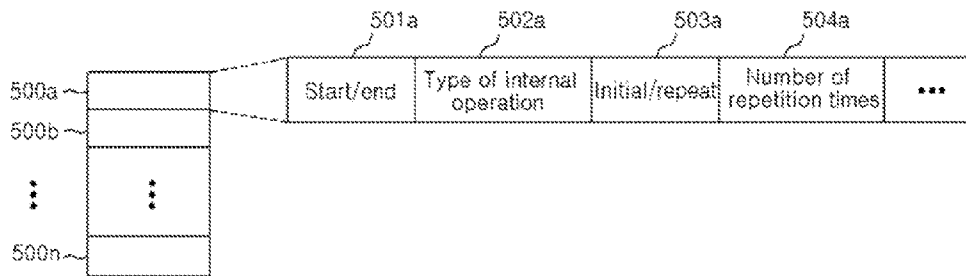 501a 502a 503a 504a
500a
Start/end
Type of internal
operation
Initial/repeat
Number of
repetition times
•••
500b
500n